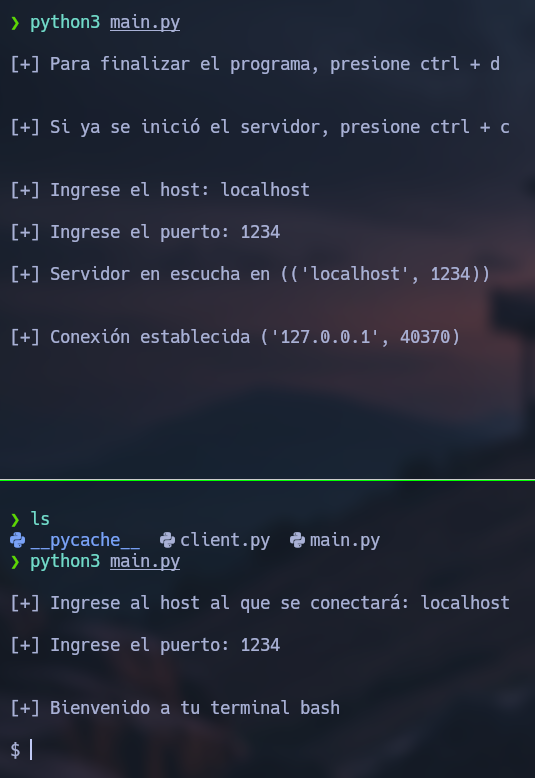 ❯ python3 main.py
[+] Para finalizar el programa, presione ctrl + d
[+] Si ya se inició el servidor, presione ctrl + c
[+] Ingrese el host: localhost
[+] Ingrese el puerto: 1234
[+] Servidor en escucha en (('localhost', 1234))
[+] Conexión establecida ('127.0.0.1', 40370)
❯ ls
__pycache__ client.py main.py
❯ python3 main.py
[+] Ingrese al host al que se conectará: localhost
[+] Ingrese el puerto: 1234
[+] Bienvenido a tu terminal bash
$